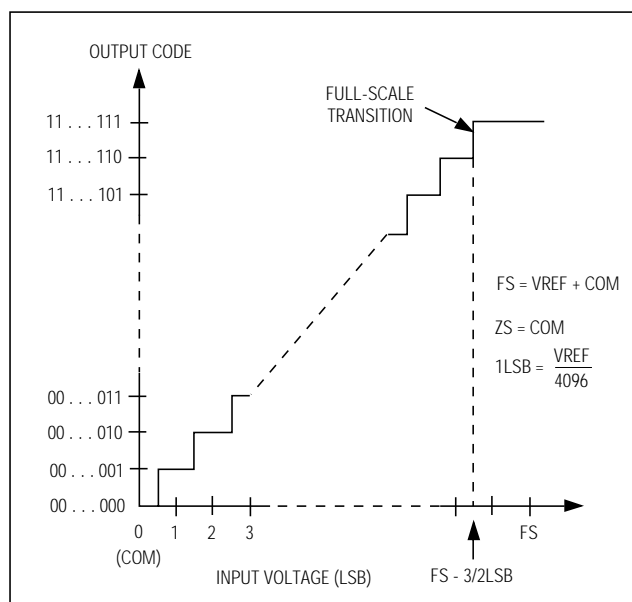 OUTPUT CODE
FULL-SCALE
TRANSITION
11 . . . 111
11 . . . 110
11 . . . 101
FS = VREF + COM
ZS = COM
1LSB = VREF
4096
00 . . . 011
00 . . . 010
00 . . . 001
00 . . . 000
0 1 2 3 FS
(COM)
INPUT VOLTAGE (LSB) FS - 3/2LSB